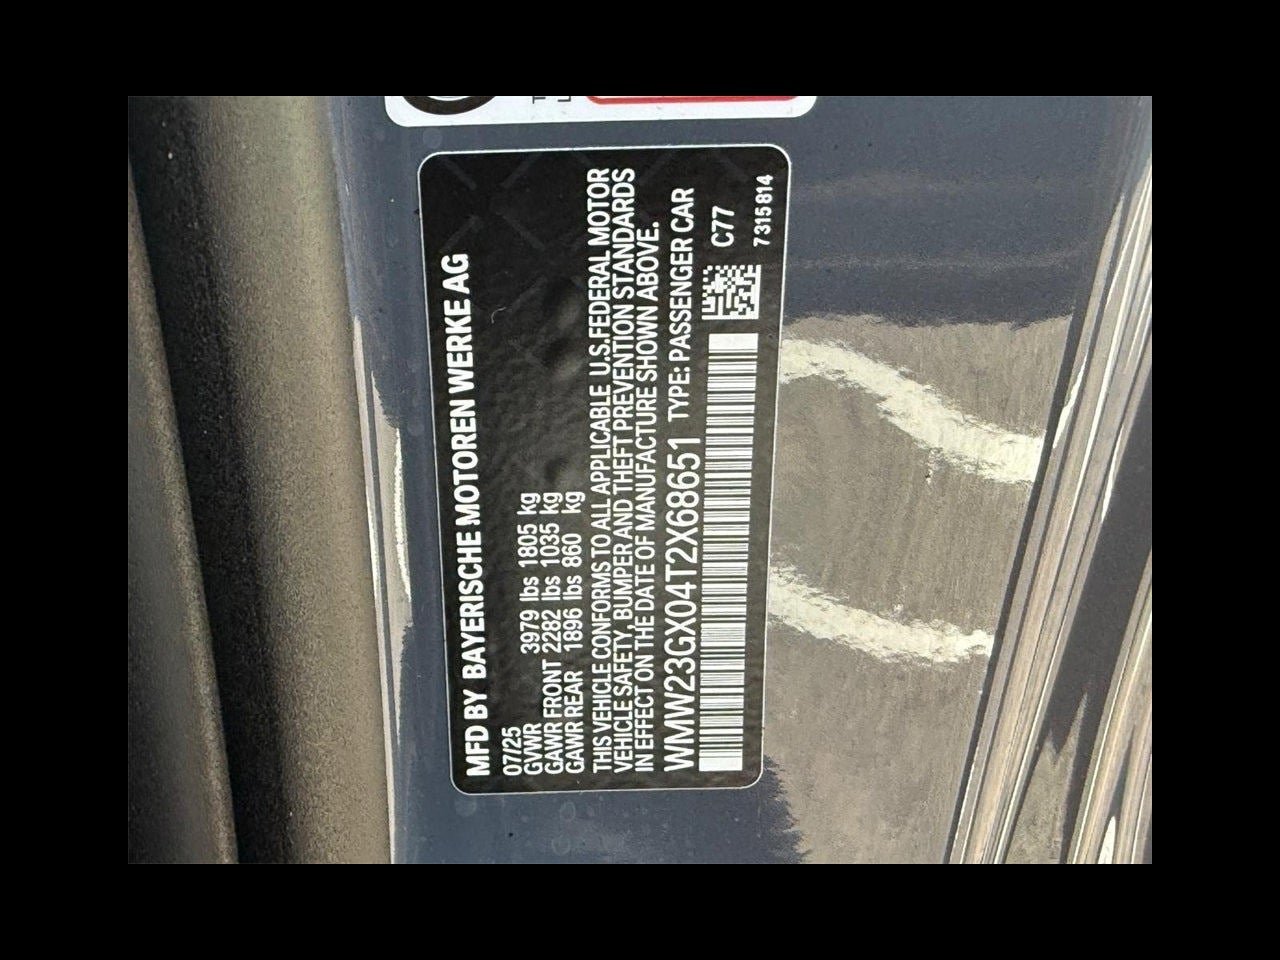 MFD BY BAYERISCHE MOTOREN WERKE AG
07/25
GVWR 3979 lbs 1805 kg
GAWR FRONT 2282 lbs 1035 kg
GAWR REAR 1896 lbs 860 kg
THIS VEHICLE CONFORMS TO ALL APPLICABLE U.S.FEDERAL MOTOR
VEHICLE SAFETY, BUMPER AND THEFT PREVENTION STANDARDS
IN EFFECT ON THE DATE OF MANUFACTURE SHOWN ABOVE.
WMW23GX04T2X68651 TYPE: PASSENGER CAR
C77
7315814